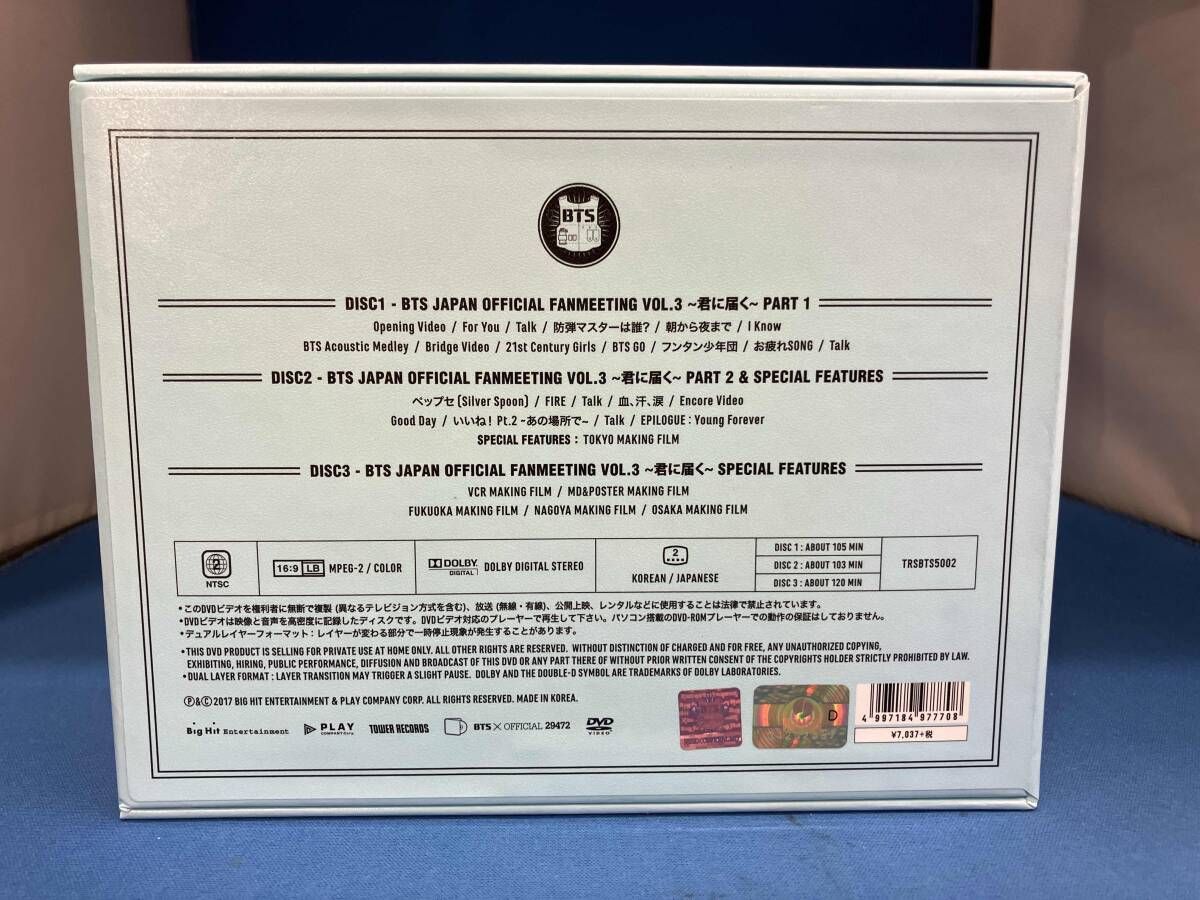 BTS
DISC1 - BTS JAPAN OFFICIAL FANMEETING VOL.3 ~君に届く~ PART 1
Opening Video / For You / Talk / 防弾マスターは誰? / 朝から夜まで / I Know
BTS Acoustic Medley / Bridge Video / 21st Century Girls / BTS GO / フンタン少年団 / お疲れSONG / Talk
DISC2 - BTS JAPAN OFFICIAL FANMEETING VOL.3 ~君に届く~ PART 2 & SPECIAL FEATURES
ペップセ (Silver Spoon) / FIRE / Talk / 血、汗、涙 / Encore Video
Good Day / いいね! Pt.2 ~あの場所で~ / Talk / EPILOGUE : Young Forever
SPECIAL FEATURES : TOKYO MAKING FILM
DISC3 - BTS JAPAN OFFICIAL FANMEETING VOL.3 ~君に届く~ SPECIAL FEATURES
VCR MAKING FILM / MD&POSTER MAKING FILM
FUKUOKA MAKING FILM / NAGOYA MAKING FILM / OSAKA MAKING FILM
2
NTSC
16:9 LB MPEG-2 / COLOR
DOLBY DIGITAL DOLBY DIGITAL STEREO
2
KOREAN / JAPANESE
DISC 1 : ABOUT 105 MIN
DISC 2 : ABOUT 103 MIN
DISC 3 : ABOUT 120 MIN
TRSBTS5002
•このDVDビデオを権利者に無断で複製 (異なるテレビジョン方式を含む)、放送 (無線・有線)、公開上映、レンタルなどに使用することは法律で禁止されています。
•DVDビデオは映像と音声を高密度に記録したディスクです。DVDビデオ対応のプレーヤーで再生して下さい。パソコン搭載のDVD-ROMプレーヤーでの動作の保証はしておりません。
•デュアルレイヤーフォーマット : レイヤーが変わる部分で一時停止現象が発生することがあります。
•THIS DVD PRODUCT IS SELLING FOR PRIVATE USE AT HOME ONLY. ALL OTHER RIGHTS ARE RESERVED. WITHOUT DISTINCTION OF CHARGED AND FOR FREE, ANY UNAUTHORIZED COPYING,
EXHIBITING, HIRING, PUBLIC PERFORMANCE, DIFFUSION AND BROADCAST OF THIS DVD OR ANY PART THERE OF WITHOUT PRIOR WRITTEN CONSENT OF THE COPYRIGHTS HOLDER STRICTLY PROHIBITED BY LAW.
•DUAL LAYER FORMAT : LAYER TRANSITION MAY TRIGGER A SLIGHT PAUSE. DOLBY AND THE DOUBLE-D SYMBOL ARE TRADEMARKS OF DOLBY LABORATORIES.
℗&© 2017 BIG HIT ENTERTAINMENT & PLAY COMPANY CORP. ALL RIGHTS RESERVED. MADE IN KOREA.
Big Hit Entertainment
PLAY
COMPANY Corp.
TOWER RECORDS
BTS×OFFICIAL 29472
DVD
VIDEO
D
4 997184 977708
¥7,037+税